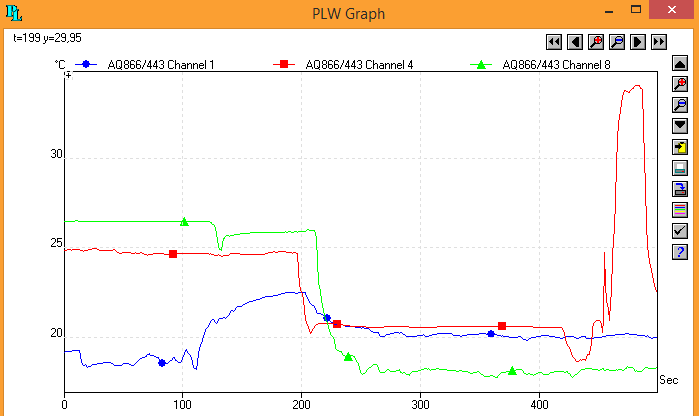 PLW Graph
t=199 y=29,95
°C AQ866/443 Channel 1 AQ866/443 Channel 4 AQ866/443 Channel 8
30
25
20
Sec
0 100 200 300 400